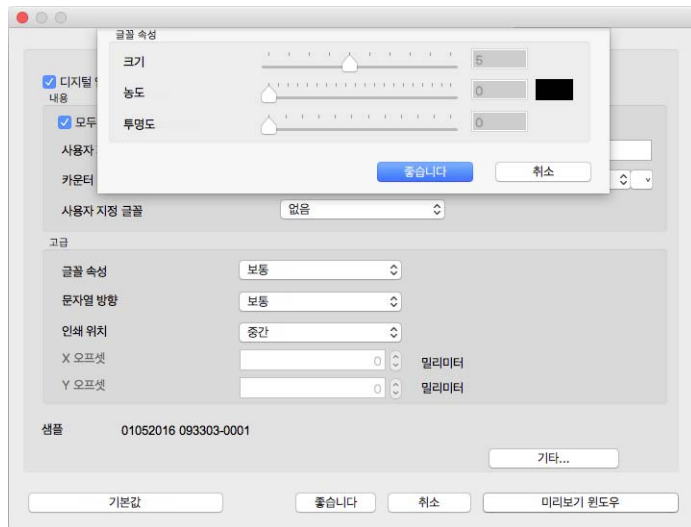 글꼴 속성
크기 5
농도 0
투명도 0
좋습니다 취소
디지털
내용
모두
사용자
카운터
사용자 지정 글꼴 없음
고급
글꼴 속성 보통
문자열 방향 보통
인쇄 위치 중간
X 오프셋 0 밀리미터
Y 오프셋 0 밀리미터
샘플 01052016 093303-0001
기타...
기본값 좋습니다 취소 미리보기 윈도우